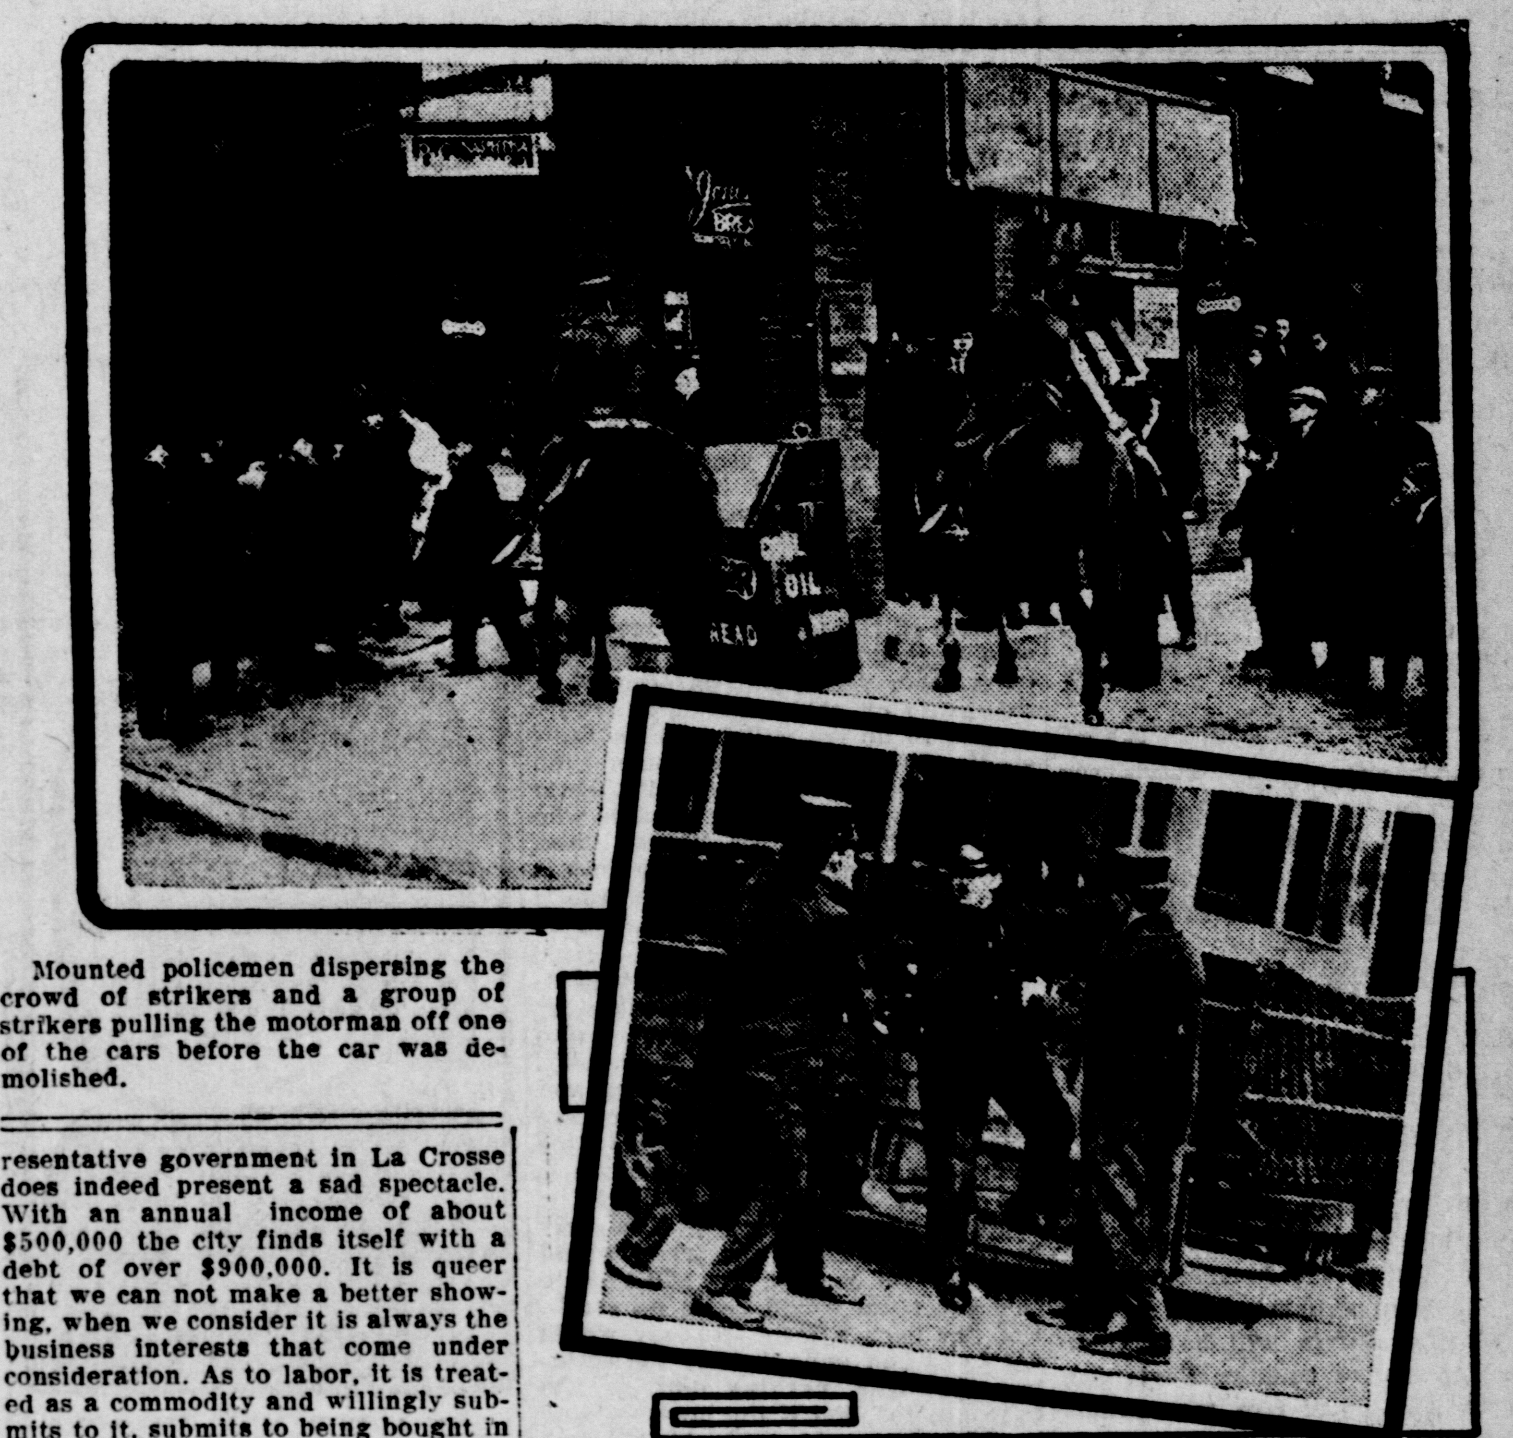 OIL
READ
Mounted policemen dispersing the
crowd of strikers and a group of
strikers pulling the motorman off one
of the cars before the car was de-
molished.
resentative government in La Crosse
does indeed present a sad spectacle.
With an annual income of about
$500,000 the city finds itself with a
debt of over $900,000. It is queer
that we can not make a better show-
ing, when we consider it is always the
business interests that come under
consideration. As to labor, it is treat-
ed as a commodity and willingly sub-
mits to it, submits to being bought in